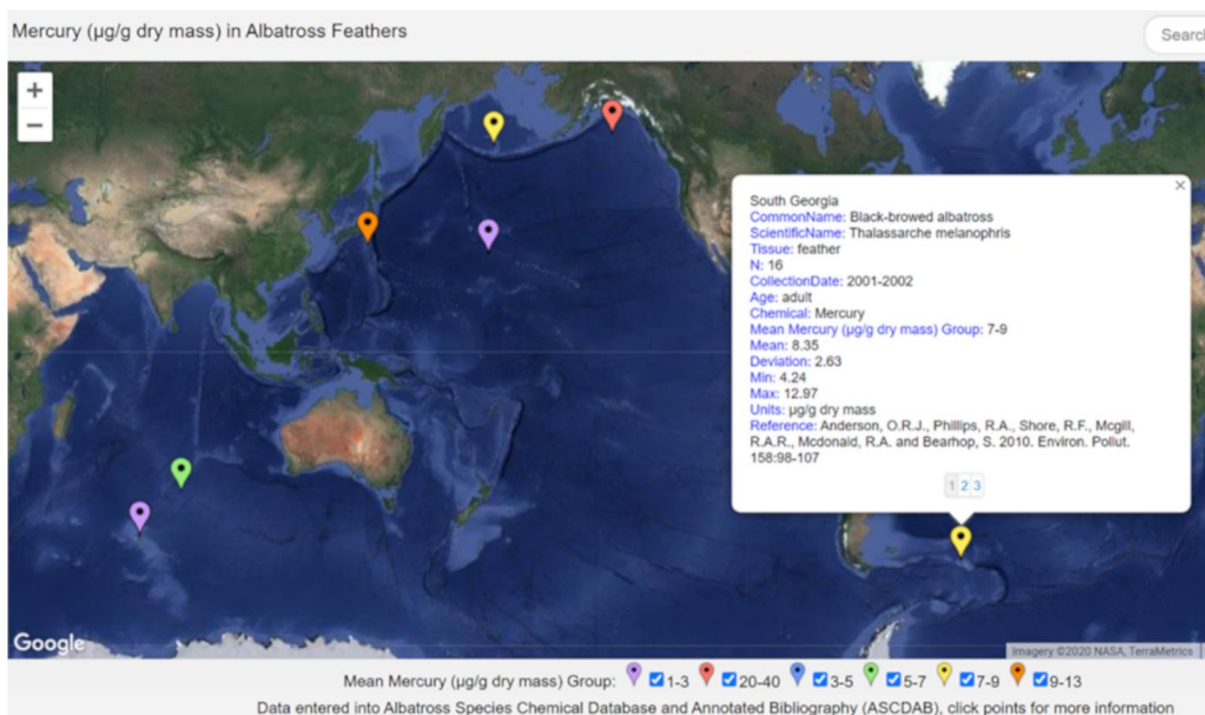 Mercury (µg/g dry mass) in Albatross Feathers
Search
+
−
×
South Georgia
CommonName: Black-browed albatross
ScientificName: Thalassarche melanophris
Tissue: feather
N: 16
CollectionDate: 2001-2002
Age: adult
Chemical: Mercury
Mean Mercury (µg/g dry mass) Group: 7-9
Mean: 8.35
Deviation: 2.63
Min: 4.24
Max: 12.97
Units: µg/g dry mass
Reference: Anderson, O.R.J., Phillips, R.A., Shore, R.F., Mcgill,
R.A.R., Mcdonald, R.A. and Bearhop, S. 2010. Environ. Pollut.
158:98-107
1 2 3
Google
Imagery ©2020 NASA, TerraMetrics
Mean Mercury (µg/g dry mass) Group: 1-3 20-40 3-5 5-7 7-9 9-13
Data entered into Albatross Species Chemical Database and Annotated Bibliography (ASCDAB), click points for more information